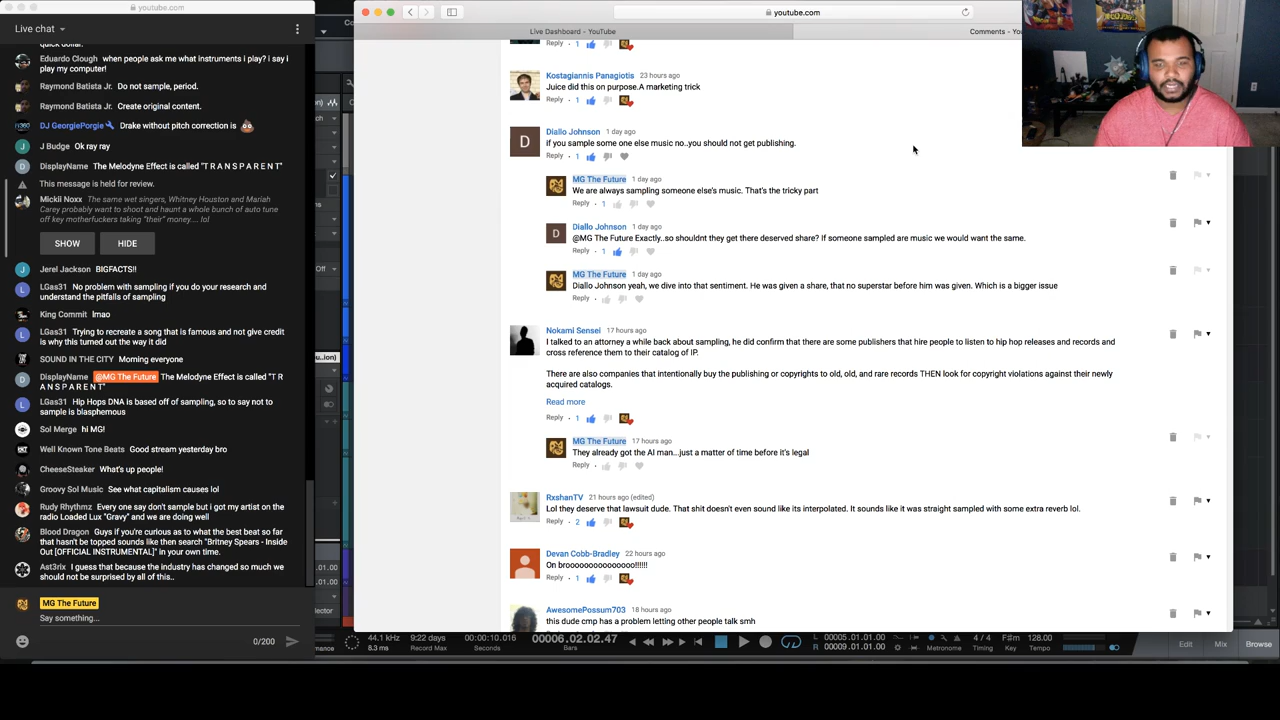 youtube.com
Live chat
quick dollar.
Eduardo Clough when people ask me what instruments i play? i say
i play my computer!
Raymond Batista Jr. Do not sample, period.
Raymond Batista Jr. Create original content.
DJ GeorgiePorgie Drake without pitch correction is 💩
J Budge Ok ray ray
DisplayName The Melodyne Effect is called "T R A N S P A R E N T"
This message is held for review.
Mickii Noxx The same wet singers, Whitney Houston and Mariah
Carey probably want to shoot and haul a whole bunch of auto tune
off key motherfuckers taking "their" money.... lol
SHOW HIDE
Jerel Jackson BIGFACTS!!
LGas31 No problem with sampling if you do your research and
understand the pitfalls of sampling
King Commit lmao
LGas31 Trying to recreate a song that is famous and not give credit
is why this turned out the way it did
SOUND IN THE CITY Morning everyone
DisplayName @MG The Future The Melodyne Effect is called "T R
A N S P A R E N T"
LGas31 Hip Hops DNA is based off of sampling, so to say not to
sample is blasphemous
Sol Merge hi MG!
Well Known Tone Beats Good stream yesterday bro
CheeseSteaker What's up people!
Groovy Sol Music See what capitalism causes lol
Rudy Rhythmz Every one say don't sample but i got my artist on the
radio Loaded Lux "Gravy" and we are doing well
Blood Dragon Guys if you're curious as to what the best beat so far
that hasn't be topped sounds like then search "Britney Spears - Inside
Out [OFFICIAL INSTRUMENTAL]" in your own time.
Ast3rix I guess that because the industry has changed so much we
should not be surprised by all of this..
MG The Future
Say something...
0/200
youtube.com
Live Dashboard - YouTube
Comments - You
Reply · 1
Kostagiannis Panagiotis 23 hours ago
Juice did this on purpose.A marketing trick
Reply · 1
D
Diallo Johnson 1 day ago
if you sample some one else music no..you should not get publishing.
Reply · 1
MG The Future 1 day ago
We are always sampling someone else's music. That's the tricky part
Reply · 1
D
Diallo Johnson 1 day ago
@MG The Future Exactly..so shouldnt they get there deserved share? If someone sampled are music we would want the same.
Reply · 1
MG The Future 1 day ago
Diallo Johnson yeah, we dive into that sentiment. He was given a share, that no superstar before him was given. Which is a bigger issue
Reply ·
Nokami Sensei 17 hours ago
I talked to an attorney a while back about sampling, he did confirm that there are some publishers that hire people to listen to hip hop releases and records and
cross reference them to their catalog of IP.
There are also companies that intentionally buy the publishing or copyrights to old, old, and rare records THEN look for copyright violations against their newly
acquired catalogs.
Read more
Reply · 1
MG The Future 17 hours ago
They already got the AI man...just a matter of time before it's legal
Reply ·
RxshanTV 21 hours ago (edited)
Lol they deserve that lawsuit dude. That shit doesn't even sound like its interpolated. It sounds like it was straight sampled with some extra reverb lol.
Reply · 2
Devan Cobb-Bradley 22 hours ago
On broooooooooooooo!!!!!!
Reply · 1
AwesomePossum703 18 hours ago
this dude cmp has a problem letting other people talk smh
44.1 kHz
8.3 ms
9:22 days
Record Max
00:00:10.016
Seconds
00006.02.02.47
Bars
L 00005.01.01.00
R 00009.01.01.00
Metronome
4 / 4
Timing
F#m
Key
128.00
Tempo
Edit Mix Browse